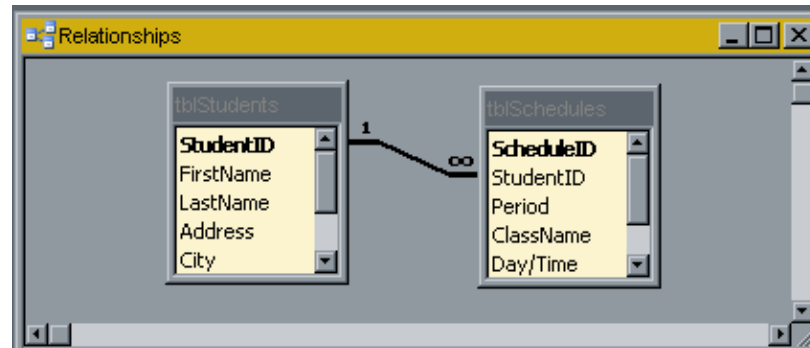 Relationships
tblStudents
StudentID
FirstName
LastName
Address
City
1
∞
tblSchedules
ScheduleID
StudentID
Period
ClassName
Day/Time